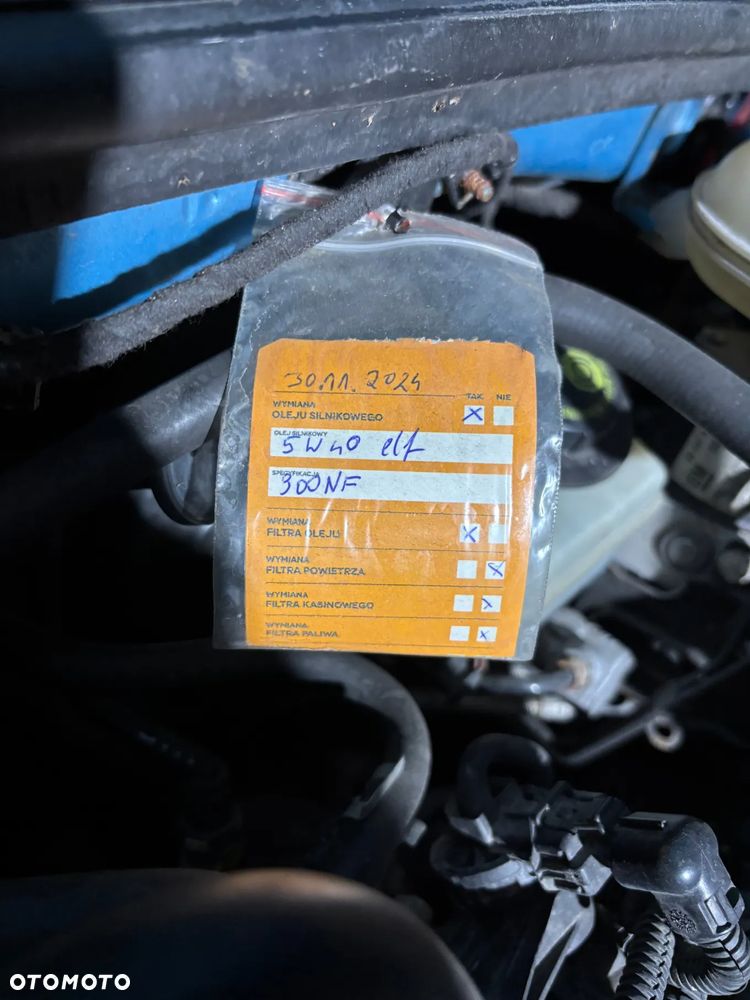 30.11.2024
TAK NIE
WYMIANA
OLEJU SILNIKOWEGO
OLEJ SILNIKOWY
5W40 elf
SPECYFIKACJA
300NF
WYMIANA
FILTRA OLEJU
WYMIANA
FILTRA POWIETRZA
WYMIANA
FILTRA KABINOWEGO
WYMIANA
FILTRA PALIWA
OTOMOTO